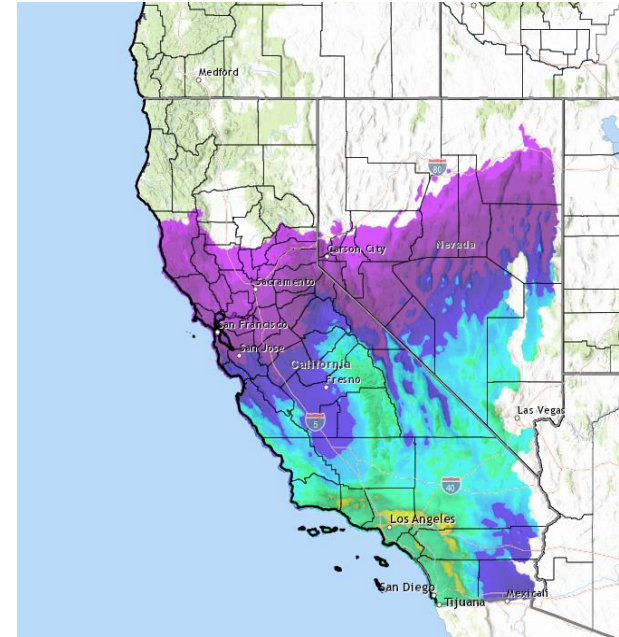 Medford
80
Carson City
Nevada
Sacramento
San Francisco
San Jose
California
Fresno
5
Las Vegas
40
Los Angeles
San Diego
Mexicali
Tijuana